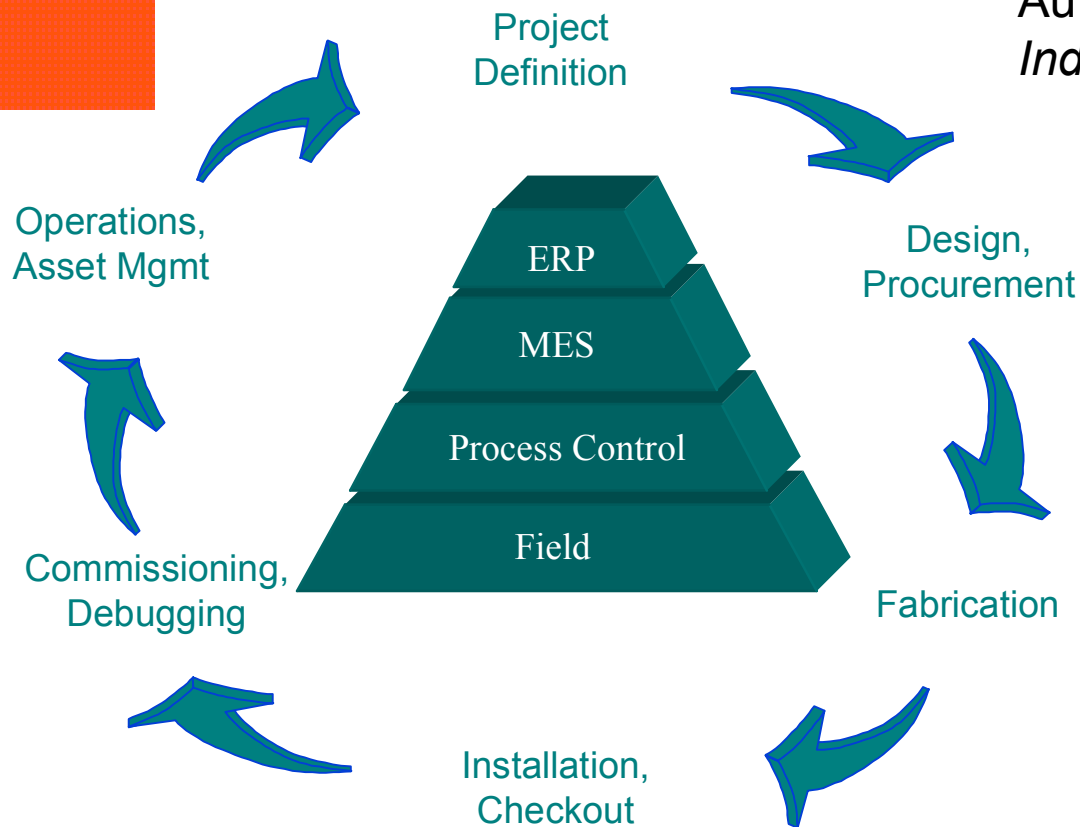 Project
Definition
Operations,
Asset Mgmt
Design,
Procurement
ERP
MES
Process Control
Field
Commissioning,
Debugging
Fabrication
Installation,
Checkout